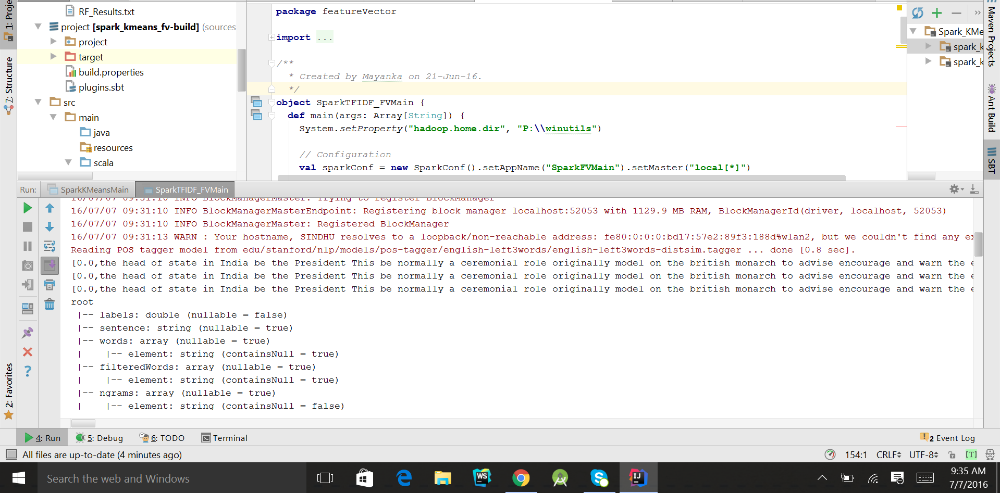 1: Proje
7: Structure
2: Favorites
RF_Results.txt
project [spark_kmeans_fv-build] (sources
project
target
build.properties
plugins.sbt
src
main
java
resources
scala
package featureVector
import ...
/**
* Created by Mayanka on 21-Jun-16.
*/
object SparkTFIDF_FVMain {
def main(args: Array[String]) {
System.setProperty("hadoop.home.dir", "P:\\winutils")
// Configuration
val sparkConf = new SparkConf().setAppName("SparkFVMain").setMaster("local[*]")
Spark_KMe
spark_k
spark_k
Maven Projects
Ant Build
SBT
Run: SparkKMeansMain SparkTFIDF_FVMain
16/07/07 09:31:10 INFO BlockManagerMaster: Trying to register BlockManager
16/07/07 09:31:10 INFO BlockManagerMasterEndpoint: Registering block manager localhost:52053 with 1129.9 MB RAM, BlockManagerId(driver, localhost, 52053)
16/07/07 09:31:10 INFO BlockManagerMaster: Registered BlockManager
16/07/07 09:31:13 WARN : Your hostname, SINDHU resolves to a loopback/non-reachable address: fe80:0:0:0:bd17:57e2:89f3:188d%wlan2, but we couldn't find any ex
Reading POS tagger model from edu/stanford/nlp/models/pos-tagger/english-left3words/english-left3words-distsim.tagger ... done [0.8 sec].
[0.0,the head of state in India be the President This be normally a ceremonial role originally model on the british monarch to advise encourage and warn the e
[0.0,the head of state in India be the President This be normally a ceremonial role originally model on the british monarch to advise encourage and warn the e
[0.0,the head of state in India be the President This be normally a ceremonial role originally model on the british monarch to advise encourage and warn the e
root
|-- labels: double (nullable = false)
|-- sentence: string (nullable = true)
|-- words: array (nullable = true)
| |-- element: string (containsNull = true)
|-- filteredWords: array (nullable = true)
| |-- element: string (containsNull = true)
|-- ngrams: array (nullable = true)
| |-- element: string (containsNull = false)
4: Run 5: Debug 6: TODO Terminal 2 Event Log
All files are up-to-date (4 minutes ago) 154:1 CRLF UTF-8 [T]
Search the web and Windows
WS
IJ
9:35 AM
7/7/2016